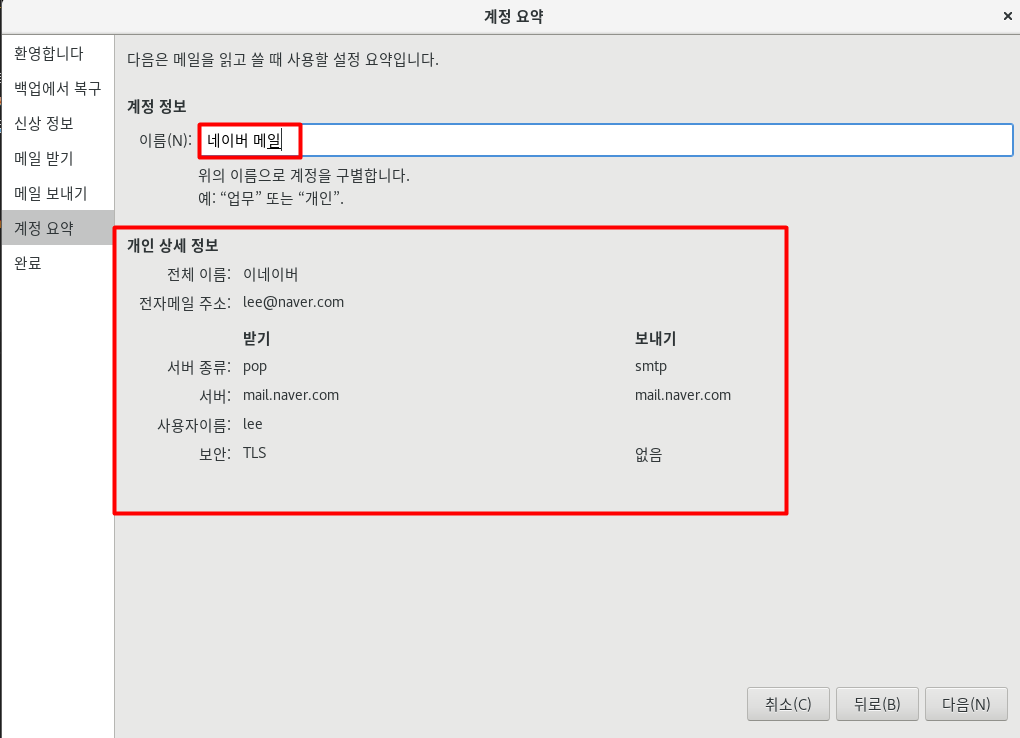 계정 요약
×
환영합니다
백업에서 복구
신상 정보
메일 받기
메일 보내기
계정 요약
완료
다음은 메일을 읽고 쓸 때 사용할 설정 요약입니다.
계정 정보
이름(N): 네이버 메일
위의 이름으로 계정을 구별합니다.
예: “업무” 또는 “개인”.
개인 상세 정보
전체 이름: 이네이버
전자메일 주소: lee@naver.com
받기 보내기
서버 종류: pop smtp
서버: mail.naver.com mail.naver.com
사용자이름: lee
보안: TLS 없음
취소(C) 뒤로(B) 다음(N)